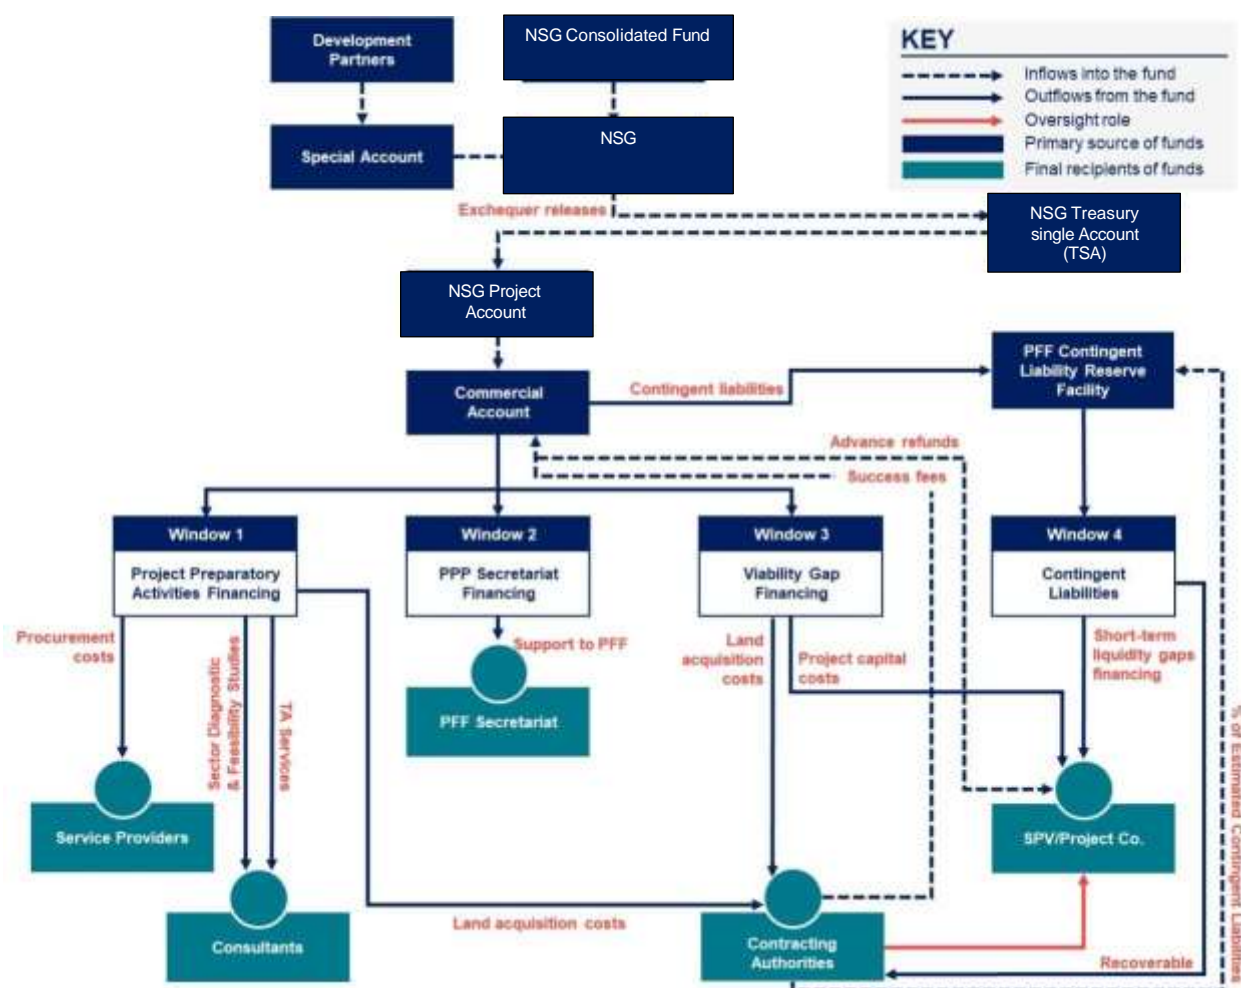 Development
Partners
NSG Consolidated Fund
KEY
Inflows into the fund
Outflows from the fund
Oversight role
Primary source of funds
Final recipients of funds
Special Account
NSG
Exchequer releases
NSG Treasury
single Account
(TSA)
NSG Project
Account
Commercial
Account
Contingent liabilities
PFF Contingent
Liability Reserve
Facility
Advance refunds
Success fees
Window 1
Project Preparatory
Activities Financing
Window 2
PPP Secretariat
Financing
Window 3
Viability Gap
Financing
Window 4
Contingent
Liabilities
Procurement
costs
Sector Diagnostic
& Feesibility Studies
TA Services
Support to PFF
PFF Secretariat
Land
acquisition
costs
Project capital
costs
Short-term
liquidity gaps
financing
% of Estimated Contingent Liabilities
Service Providers
SPV/Project Co.
Consultants
Land acquisition costs
Contracting
Authorities
Recoverable